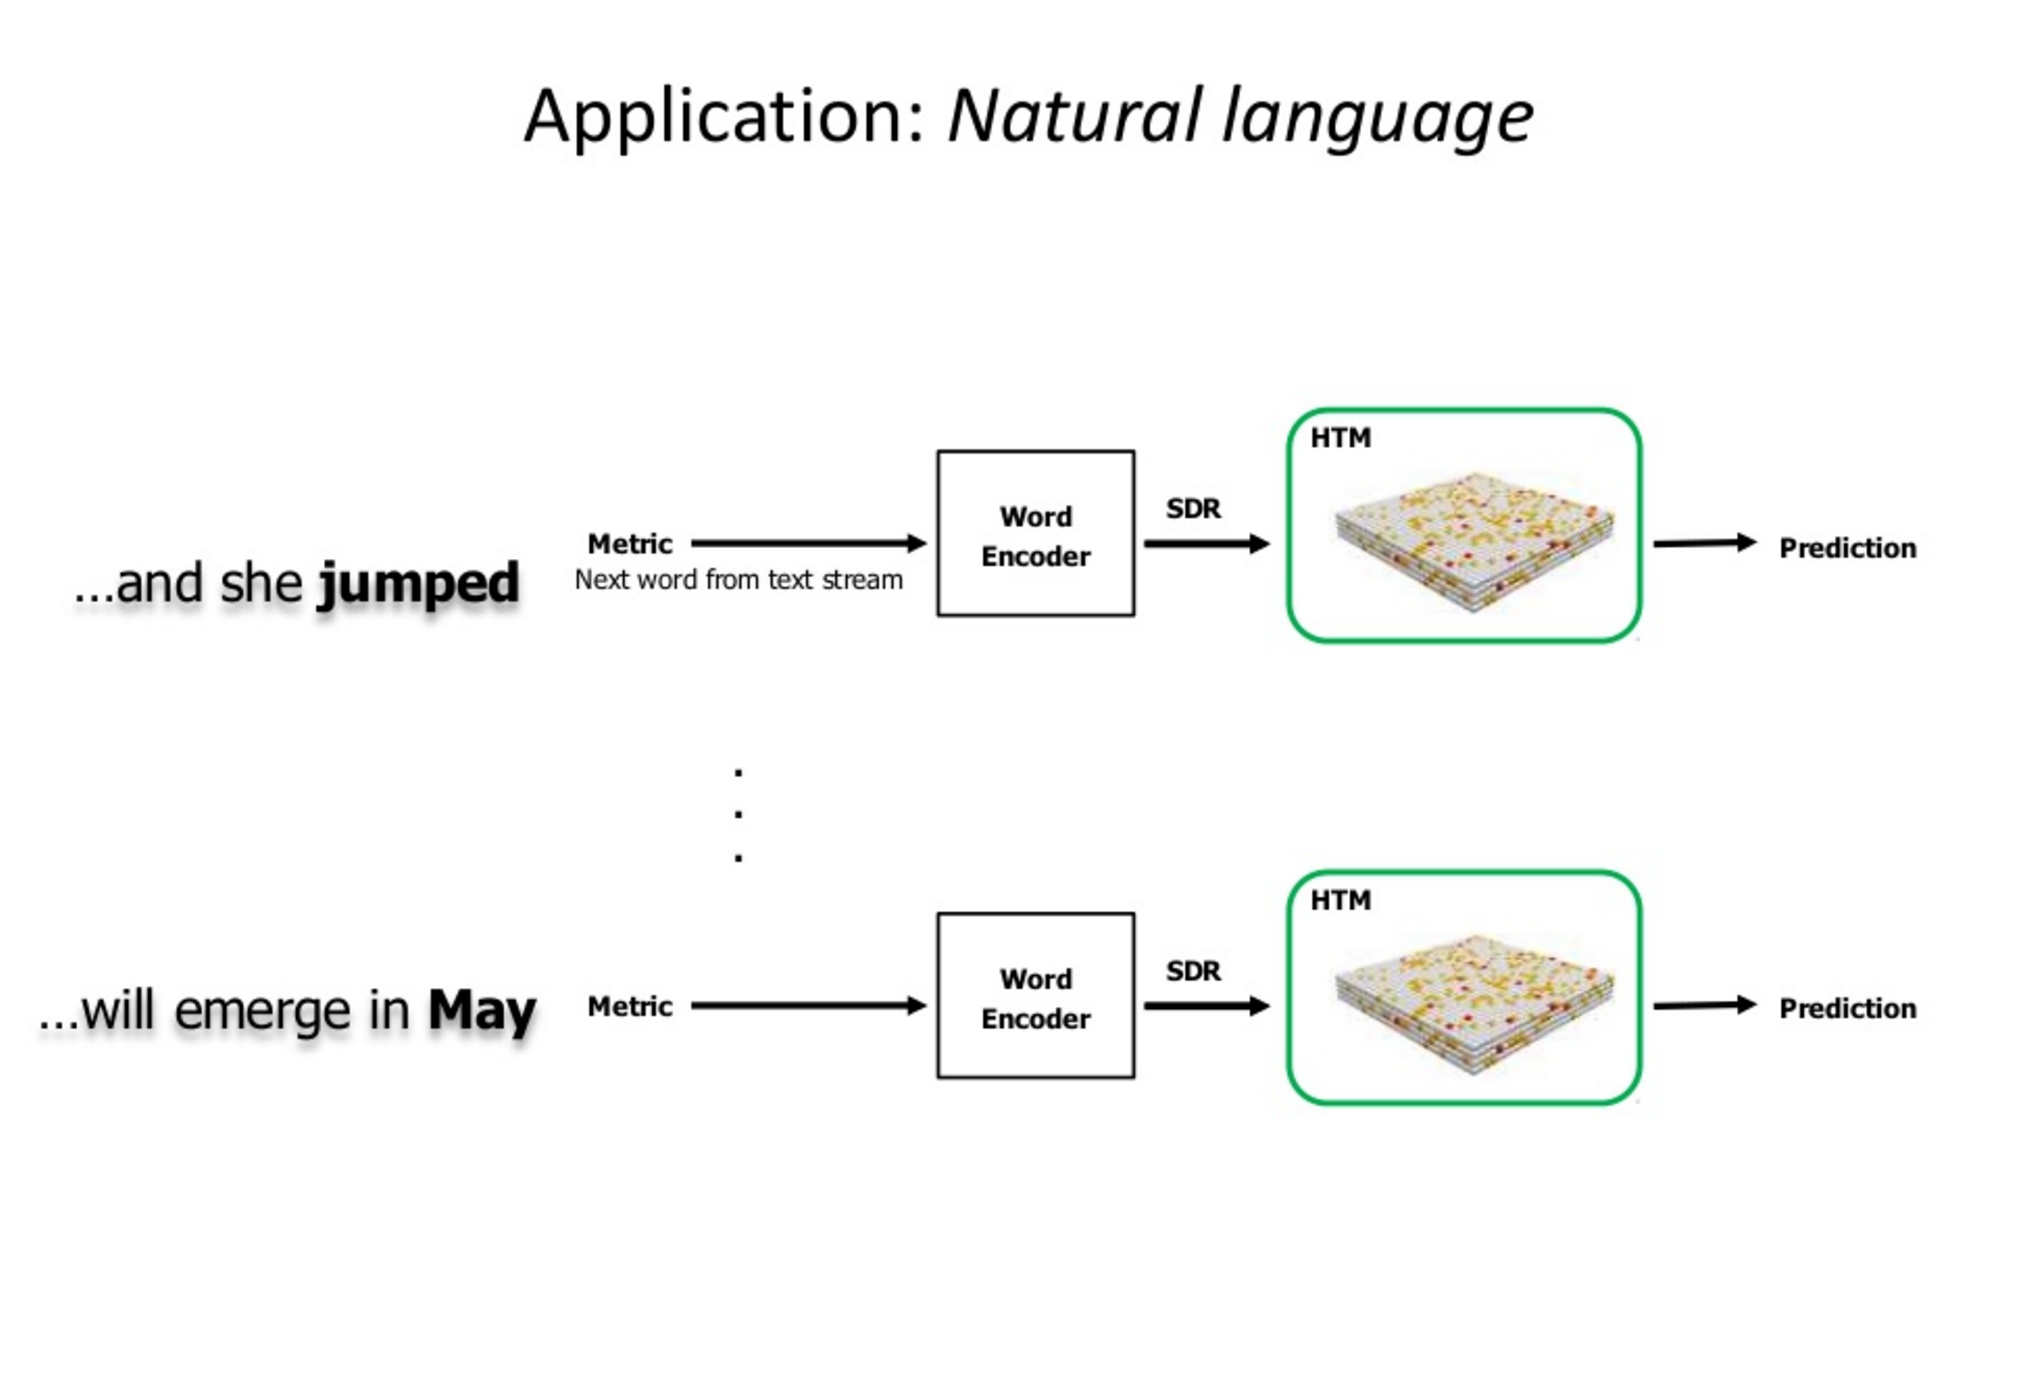 Application: Natural language
HTM
Word
Encoder
SDR
Metric
Next word from text stream
...and she jumped
Prediction
.
.
.
HTM
Word
Encoder
SDR
...will emerge in May
Metric
Prediction